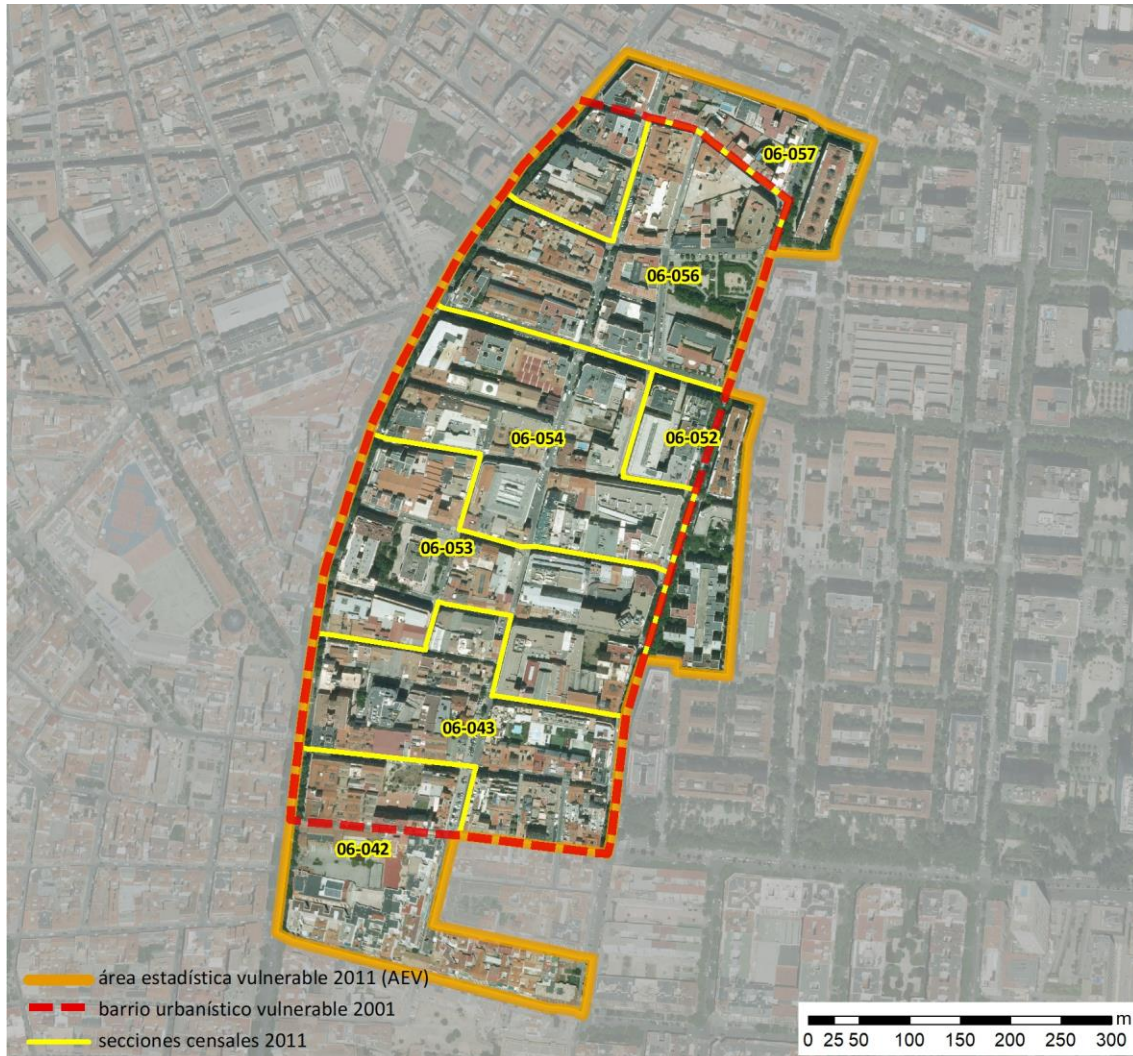 06-057
06-056
06-054
06-052
06-053
06-043
06-042
área estadística vulnerable 2011 (AEV)
barrio urbanístico vulnerable 2001
secciones censales 2011
m
0 25 50 100 150 200 250 300